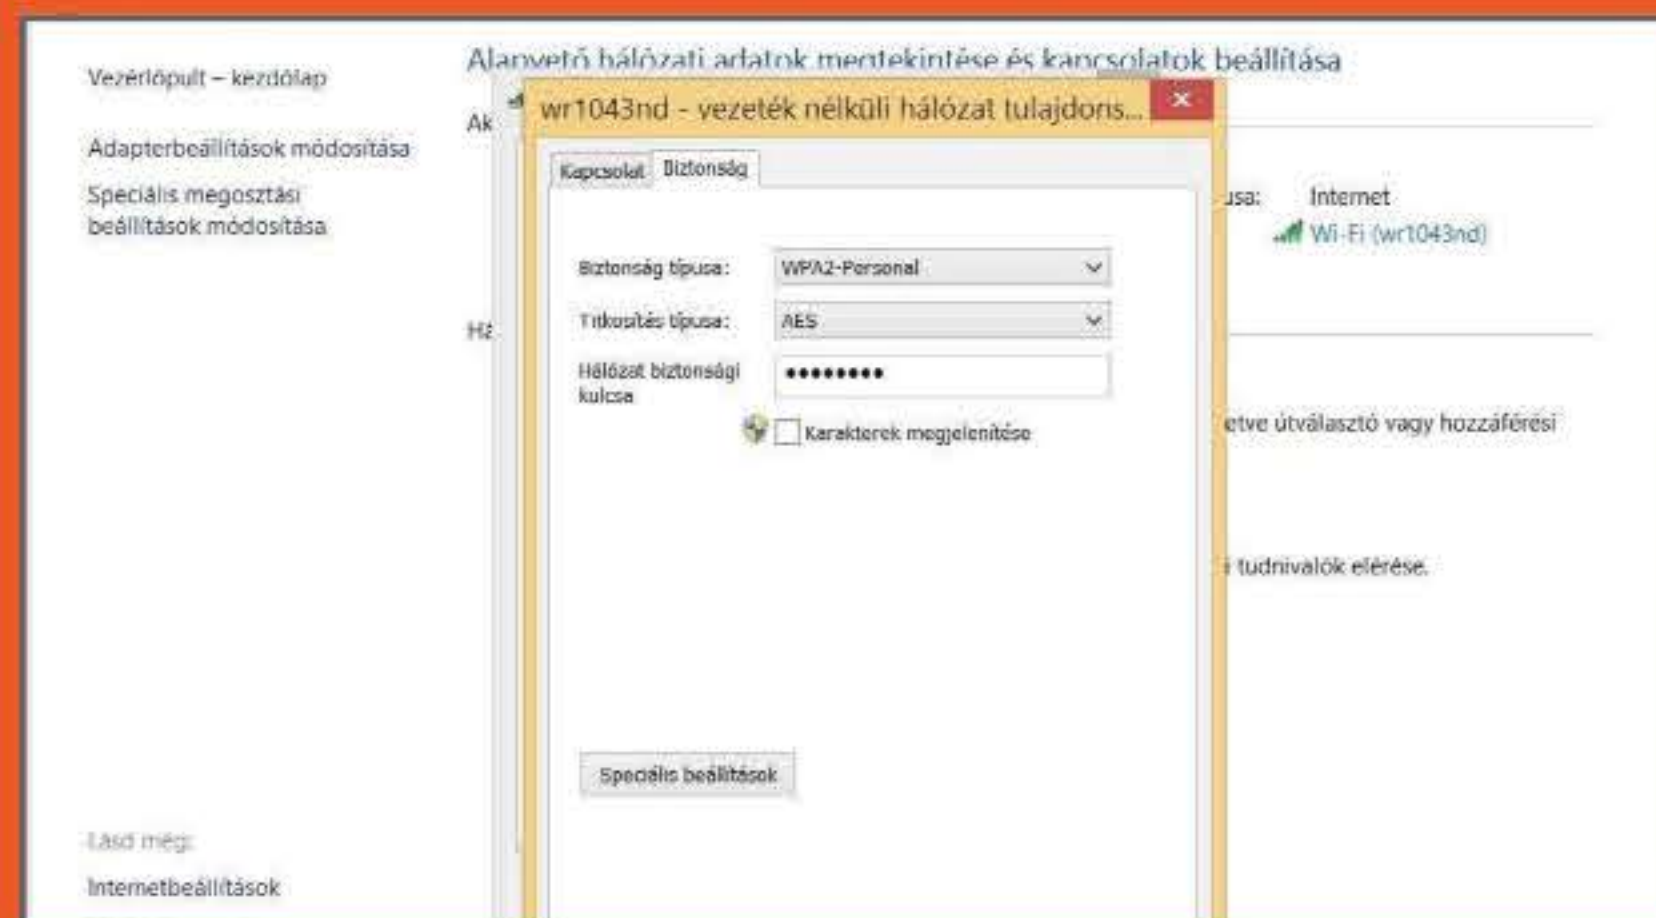 Vezérlőpult – kezdőlap
Adapterbeállítások módosítása
Speciális megosztási
beállítások módosítása
Alapvető hálózati adatok megtekintése és kapcsolatok beállítása
Ak
wr1043nd - vezeték nélküli hálózat tulajdons...
Kapcsolat Biztonság
Biztonság típusa: WPA2-Personal
Titkosítás típusa: AES
Hálózat biztonsági
kulcsa
••••••••
Karakterek megjelenítése
Speciális beállítások
usa: Internet
Wi-Fi (wr1043nd)
Há
etve útválasztó vagy hozzáférési
i tudnivalók elérése.
Lásd még:
Internetbeállítások